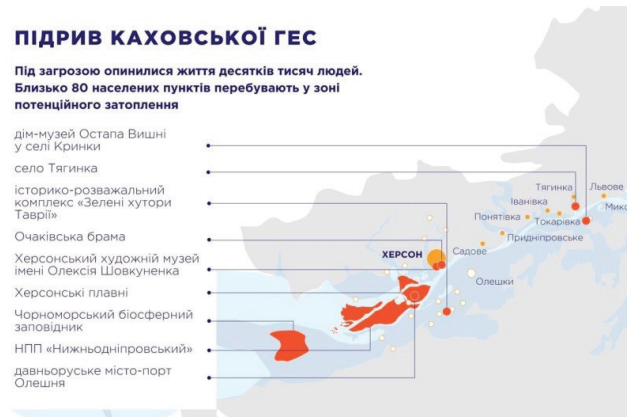 ПІДРИВ КАХОВСЬКОЇ ГЕС
Під загрозою опинилися життя десятків тисяч людей.
Близько 80 населених пунктів перебувають у зоні
потенційного затоплення
дім-музей Остапа Вишні
у селі Кринки
село Тягинка
історико-розважальний
комплекс «Зелені хутори
Таврії»
Очаківська брама
Херсонський художній музей
імені Олексія Шовкуненка
Херсонські плавні
Чорноморський біосферний
заповідник
НПП «Нижньодніпровський»
давньоруське місто-порт
Олешня
Тягинка
Львове
Іванівка
Мико
Понятівка
Токарівка
Придніпровське
ХЕРСОН
Садове
Олешки